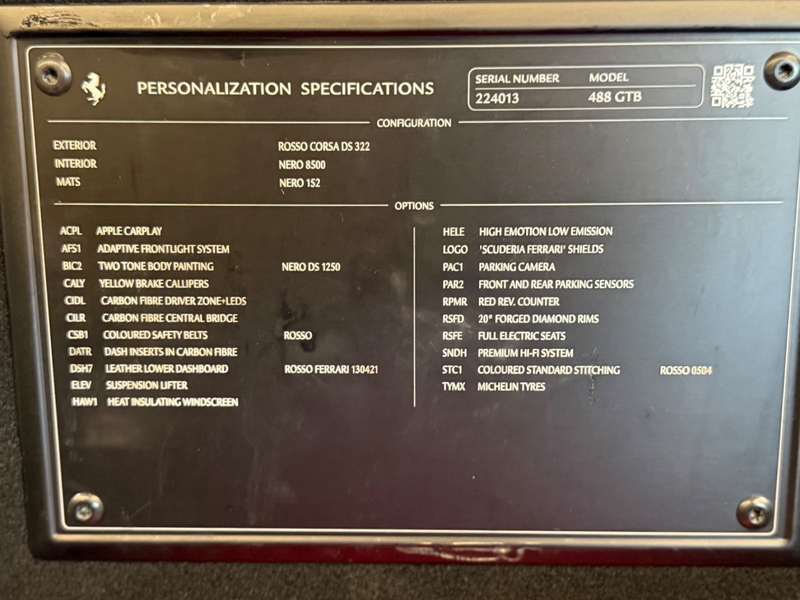 PERSONALIZATION SPECIFICATIONS
SERIAL NUMBER MODEL
224013 488 GTB
CONFIGURATION
EXTERIOR ROSSO CORSA DS 322
INTERIOR NERO 8500
MATS NERO 152
OPTIONS
ACPL APPLE CARPLAY
AFS1 ADAPTIVE FRONTLIGHT SYSTEM
BIC2 TWO TONE BODY PAINTING NERO DS 1250
CALY YELLOW BRAKE CALLIPERS
CIDL CARBON FIBRE DRIVER ZONE+LEDS
CILR CARBON FIBRE CENTRAL BRIDGE
CSB1 COLOURED SAFETY BELTS ROSSO
DATR DASH INSERTS IN CARBON FIBRE
DSH7 LEATHER LOWER DASHBOARD ROSSO FERRARI 130421
ELEV SUSPENSION LIFTER
HAW1 HEAT INSULATING WINDSCREEN
HELE HIGH EMOTION LOW EMISSION
LOGO 'SCUDERIA FERRARI' SHIELDS
PAC1 PARKING CAMERA
PAR2 FRONT AND REAR PARKING SENSORS
RPMR RED REV. COUNTER
RSFD 20" FORGED DIAMOND RIMS
RSFE FULL ELECTRIC SEATS
SNDH PREMIUM HI-FI SYSTEM
STC1 COLOURED STANDARD STITCHING ROSSO 0504
TYMX MICHELIN TYRES